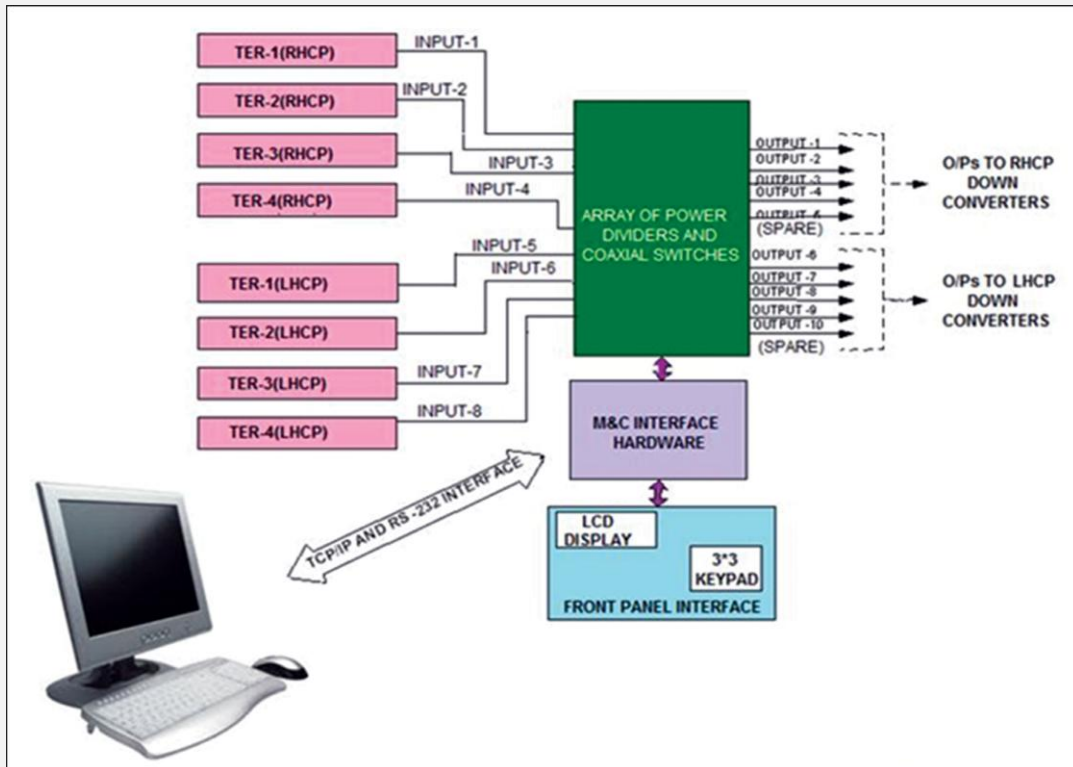 TER-1(RHCP)
INPUT-1
TER-2(RHCP)
INPUT-2
TER-3(RHCP)
INPUT-3
TER-4(RHCP)
INPUT-4
TER-1(LHCP)
INPUT-5
TER-2(LHCP)
INPUT-6
TER-3(LHCP)
INPUT-7
TER-4(LHCP)
INPUT-8
ARRAY OF POWER
DIVIDERS AND
COAXIAL SWITCHES
OUTPUT -1
OUTPUT -2
OUTPUT -3
OUTPUT -4
OUTPUT -5
(SPARE)
O/Ps TO RHCP
DOWN
CONVERTERS
OUTPUT -6
OUTPUT -7
OUTPUT -8
OUTPUT -9
OUTPUT -10
(SPARE)
O/Ps TO LHCP
DOWN
CONVERTERS
M&C INTERFACE
HARDWARE
TCP/IP AND RS -232 INTERFACE
LCD
DISPLAY
3*3
KEYPAD
FRONT PANEL INTERFACE